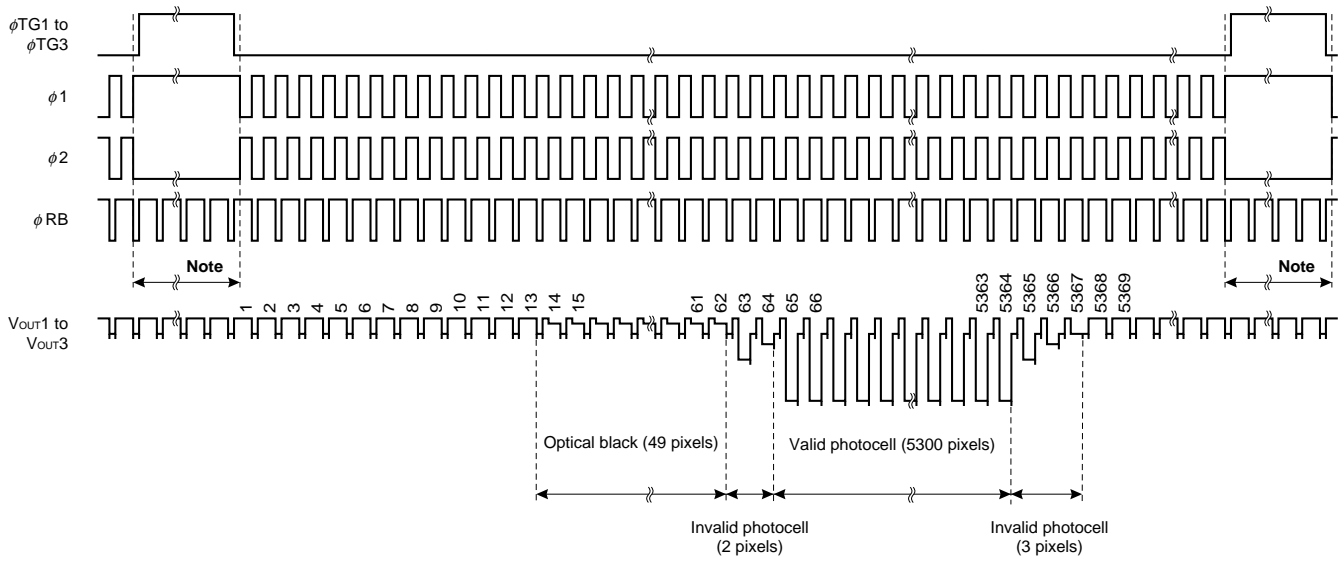 φTG1 to
φTG3
φ1
φ2
φRB
Note
Note
VOUT1 to
VOUT3
1 2 3 4 5 6 7 8 9 10 11 12 13 14 15 61 62 63 64 65 66 5363 5364 5365 5366 5367 5368 5369
Optical black (49 pixels)
Valid photocell (5300 pixels)
Invalid photocell
(2 pixels)
Invalid photocell
(3 pixels)